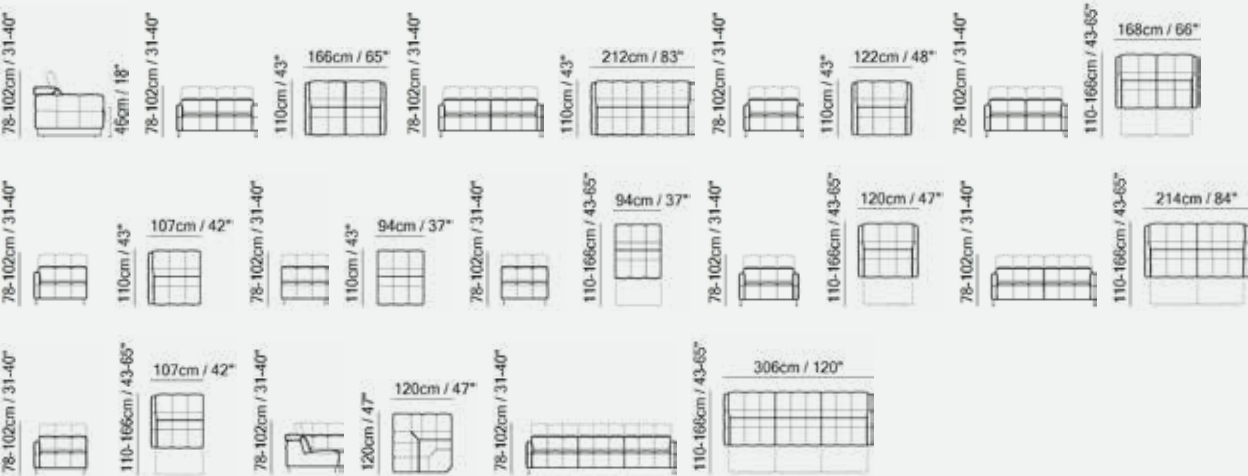 78-102cm / 31-40"
46cm / 18"
78-102cm / 31-40"
110cm / 43"
166cm / 65"
78-102cm / 31-40"
110cm / 43"
212cm / 83"
78-102cm / 31-40"
110cm / 43"
122cm / 48"
78-102cm / 31-40"
110-166cm / 43-65"
168cm / 66"
78-102cm / 31-40"
110cm / 43"
107cm / 42"
78-102cm / 31-40"
110cm / 43"
94cm / 37"
78-102cm / 31-40"
110-166cm / 43-65"
94cm / 37"
78-102cm / 31-40"
110-166cm / 43-65"
120cm / 47"
78-102cm / 31-40"
110-166cm / 43-65"
214cm / 84"
78-102cm / 31-40"
110-166cm / 43-65"
107cm / 42"
78-102cm / 31-40"
120cm / 47"
120cm / 47"
78-102cm / 31-40"
110-166cm / 43-65"
306cm / 120"